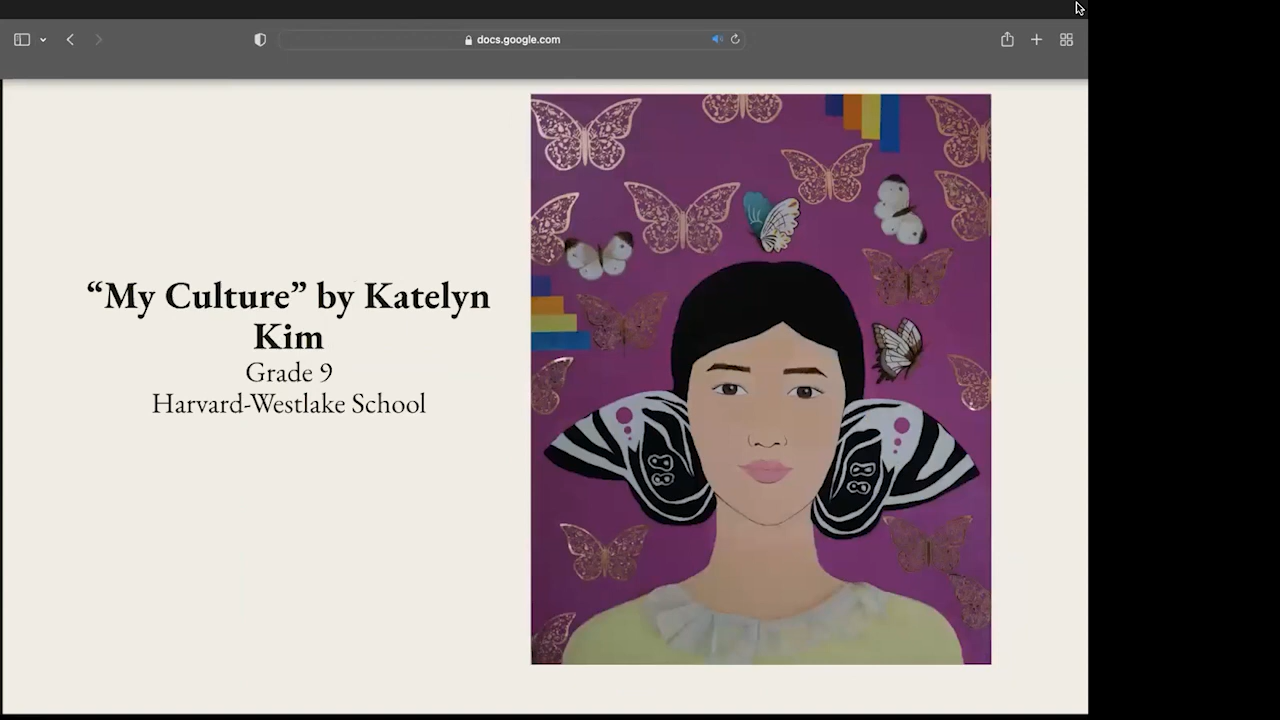 docs.google.com
“My Culture” by Katelyn
Kim
Grade 9
Harvard-Westlake School